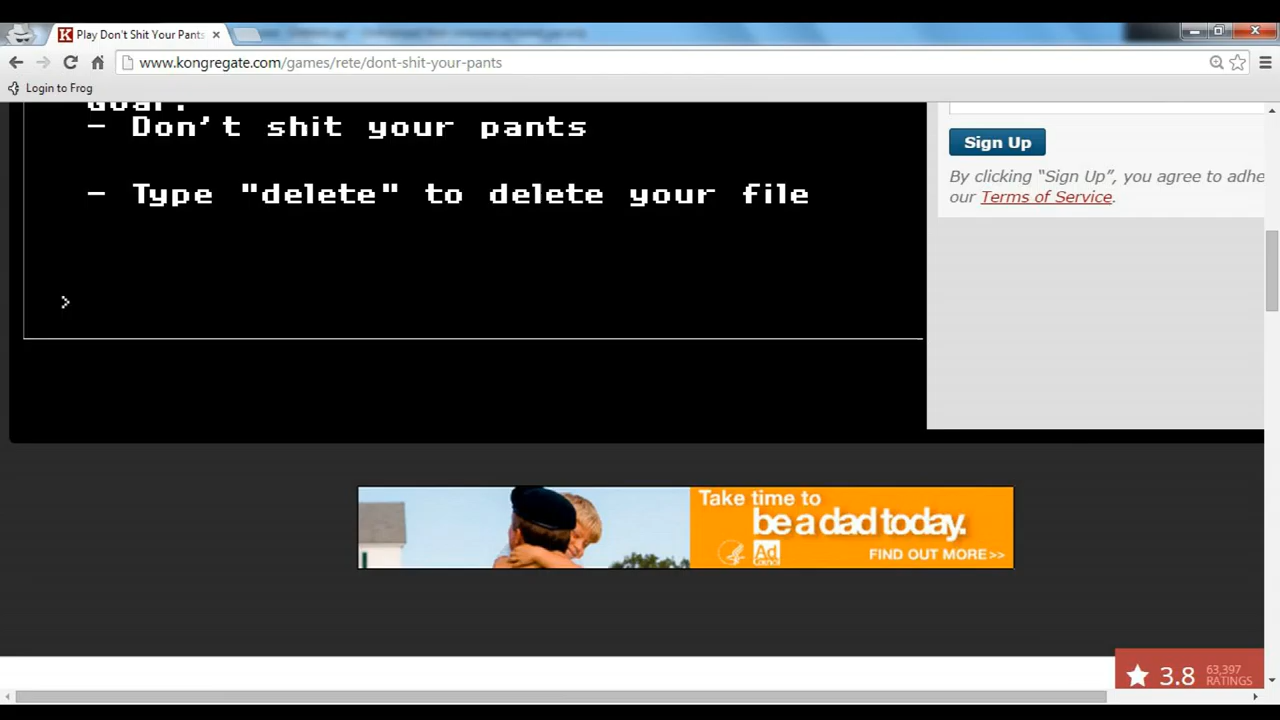 Play Don't Shit Your Pants
www.kongregate.com/games/rete/dont-shit-your-pants
Login to Frog
Goal:
- Don't shit your pants
- Type "delete" to delete your file
>
Sign Up
By clicking “Sign Up”, you agree to adhe
our Terms of Service.
Take time to
be a dad today.
Ad
COUNCIL
FIND OUT MORE>>
3.8
63,397
RATINGS